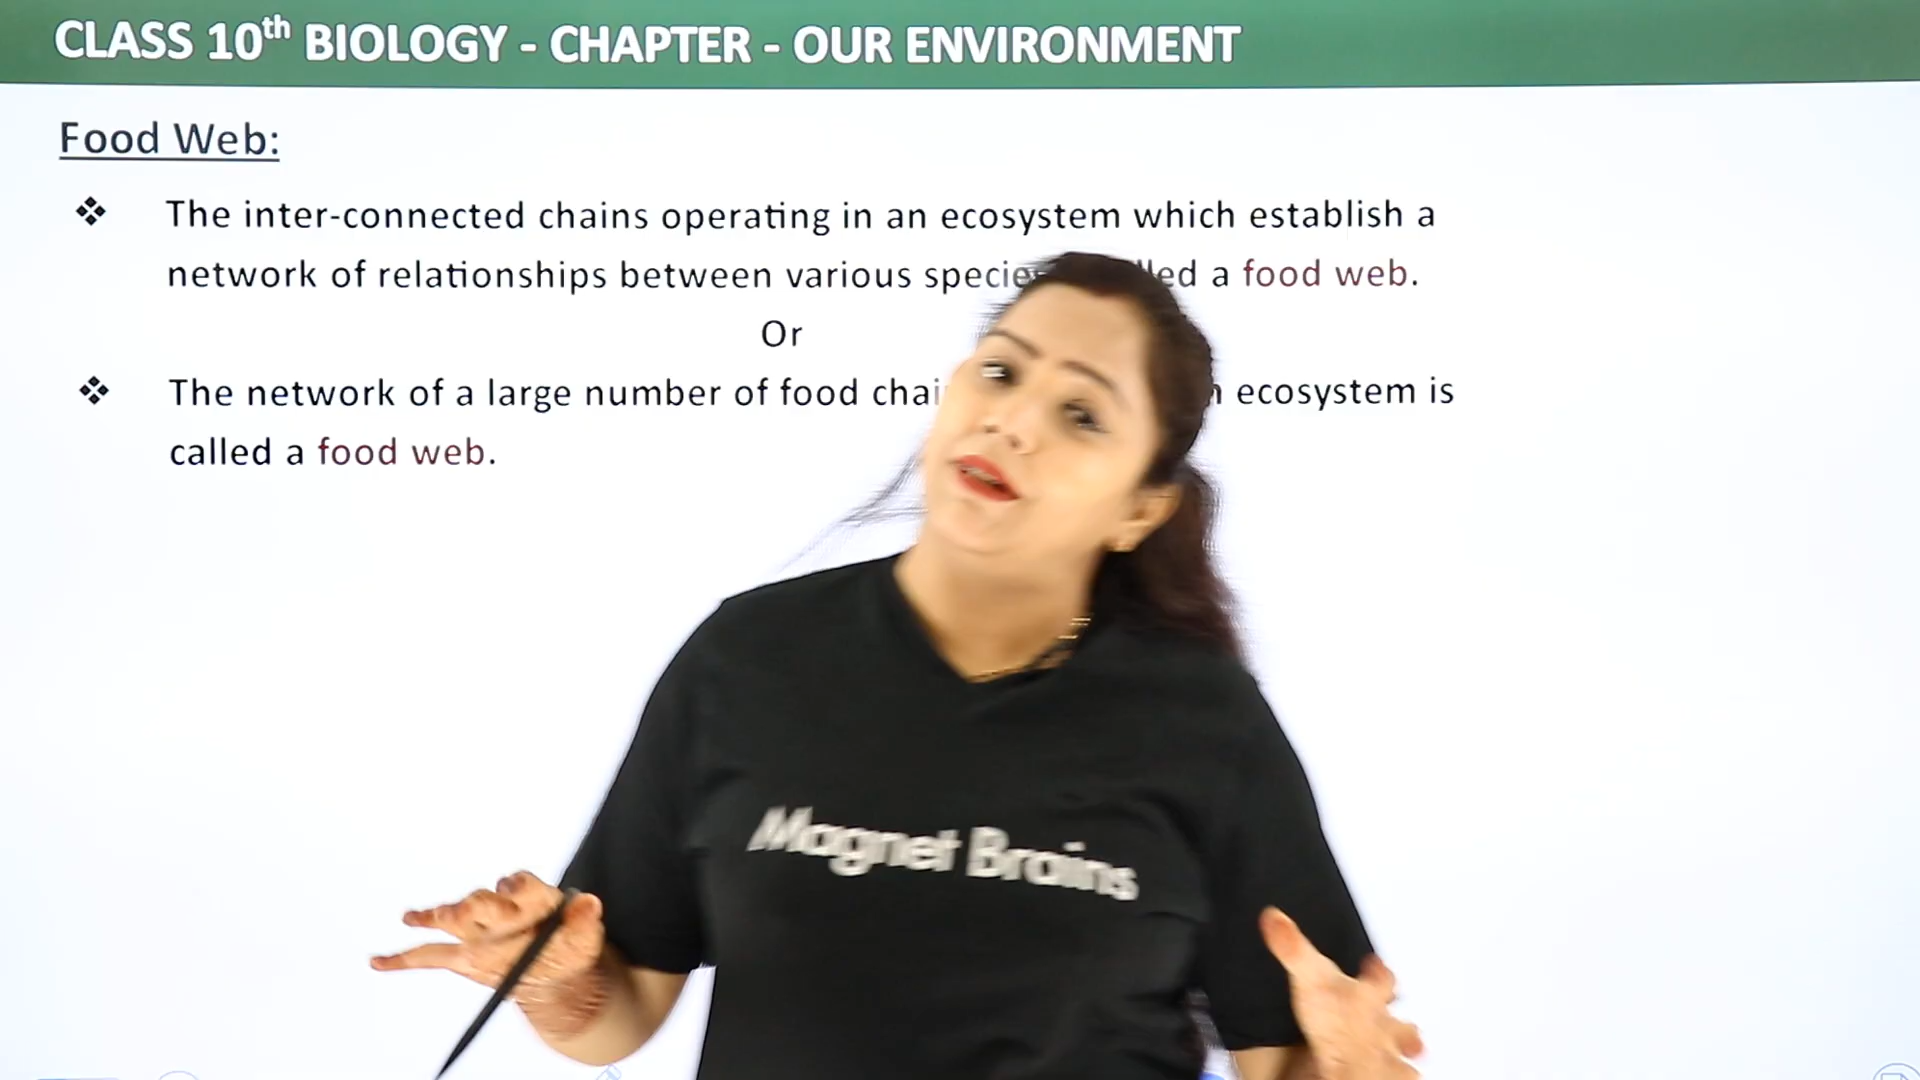 CLASS 10th BIOLOGY - CHAPTER - OUR ENVIRONMENT
Food Web:
❖ The inter-connected chains operating in an ecosystem which establish a
network of relationships between various a food web.
Or
❖ The network of a large number of food ecosystem is
called a food web.
Magnet Brains